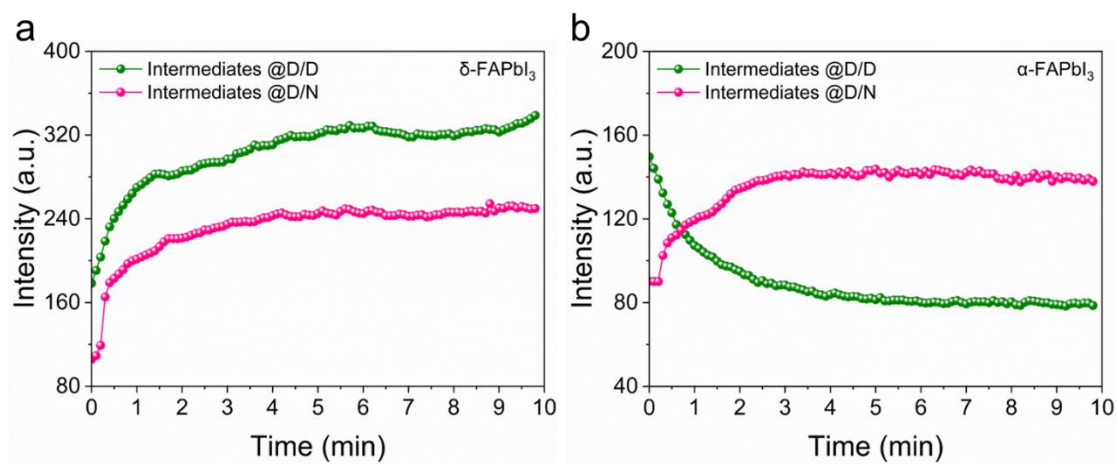 a
400
320
240
160
80
Intensity (a.u.)
Intermediates @D/D
Intermediates @D/N
δ-FAPbI₃
0 1 2 3 4 5 6 7 8 9 10
Time (min)
b
200
160
120
80
40
Intensity (a.u.)
Intermediates @D/D
Intermediates @D/N
α-FAPbI₃
0 1 2 3 4 5 6 7 8 9 10
Time (min)